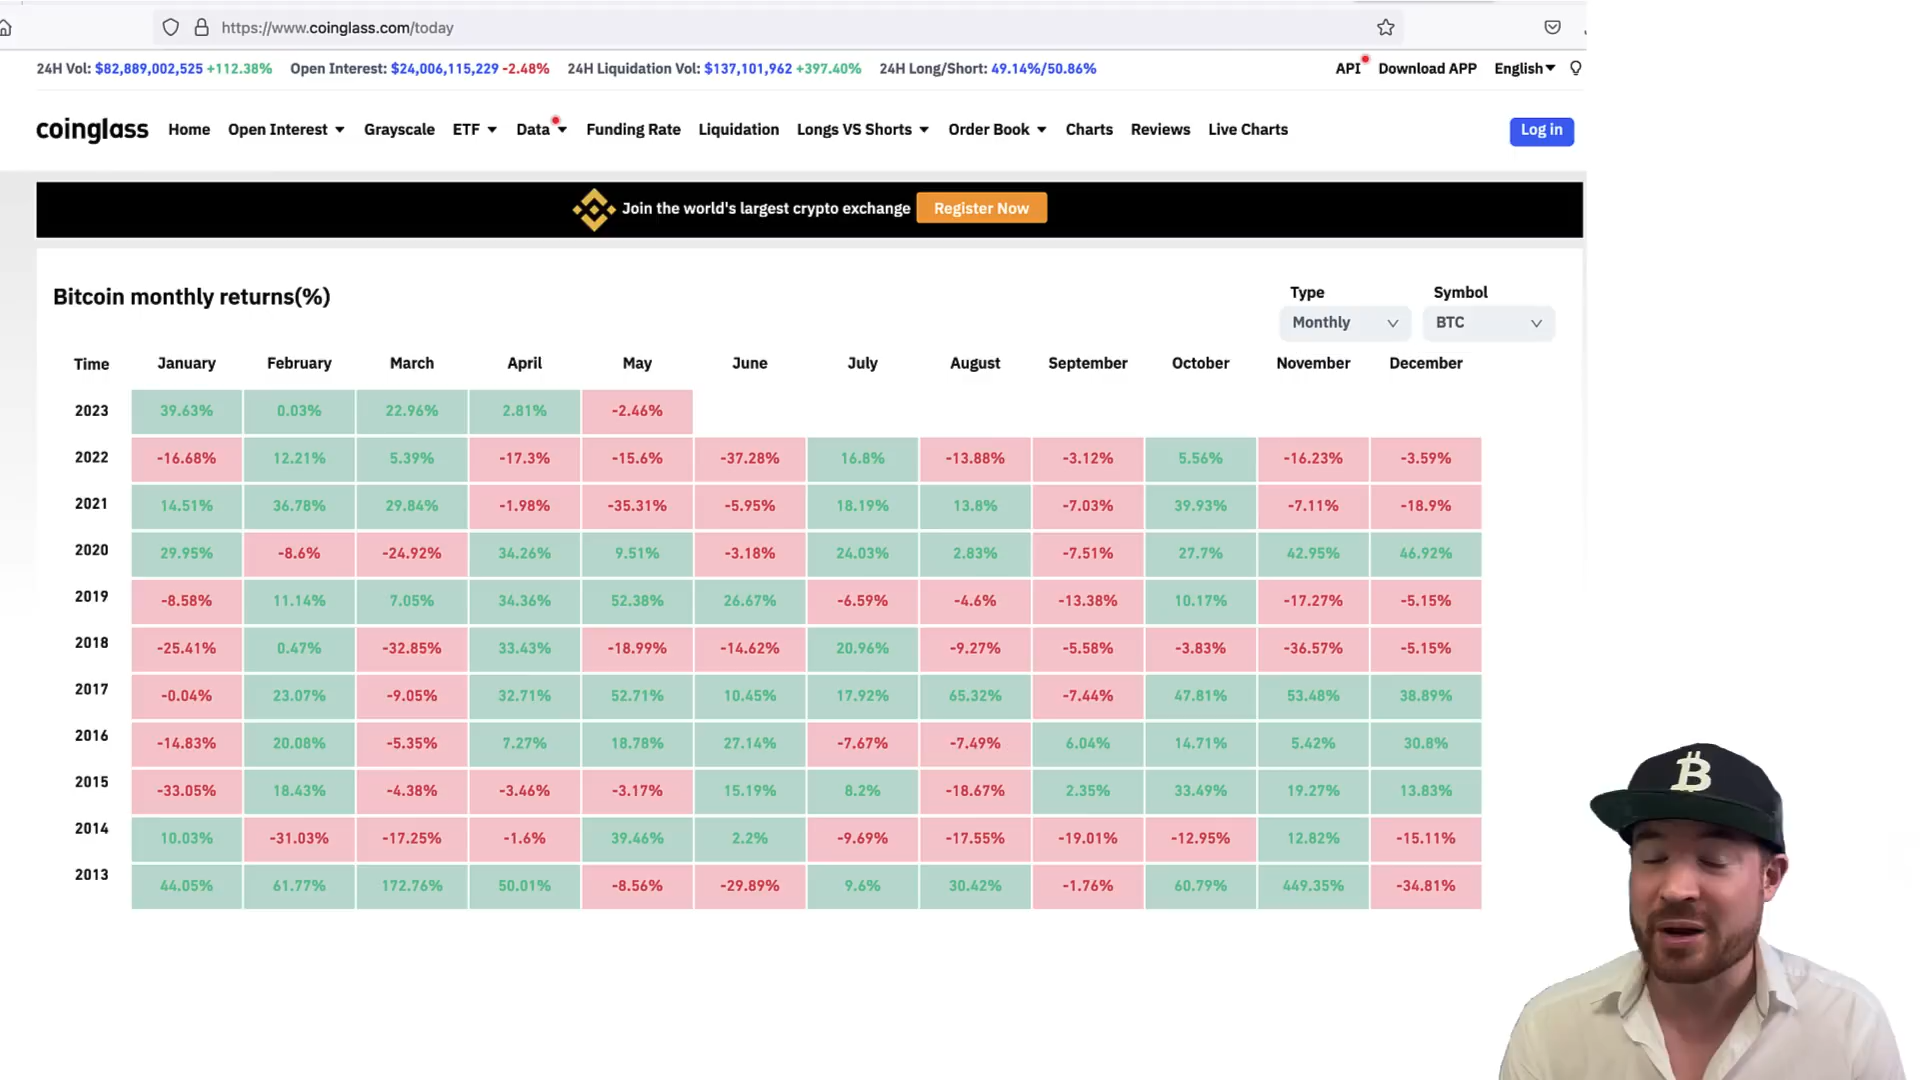 https://www.coinglass.com/today
24H Vol: $82,889,002,525 +112.38% Open Interest: $24,006,115,229 -2.48% 24H Liquidation Vol: $137,101,962 +397.40% 24H Long/Short: 49.14%/50.86% API Download APP English
coinglass Home Open Interest Grayscale ETF Data Funding Rate Liquidation Longs VS Shorts Order Book Charts Reviews Live Charts Log in
Join the world's largest crypto exchange Register Now
Bitcoin monthly returns(%)
Type Symbol
Monthly BTC
Time January February March April May June July August September October November December
2023 39.63% 0.03% 22.96% 2.81% -2.46%
2022 -16.68% 12.21% 5.39% -17.3% -15.6% -37.28% 16.8% -13.88% -3.12% 5.56% -16.23% -3.59%
2021 14.51% 36.78% 29.84% -1.98% -35.31% -5.95% 18.19% 13.8% -7.03% 39.93% -7.11% -18.9%
2020 29.95% -8.6% -24.92% 34.26% 9.51% -3.18% 24.03% 2.83% -7.51% 27.7% 42.95% 46.92%
2019 -8.58% 11.14% 7.05% 34.36% 52.38% 26.67% -6.59% -4.6% -13.38% 10.17% -17.27% -5.15%
2018 -25.41% 0.47% -32.85% 33.43% -18.99% -14.62% 20.96% -9.27% -5.58% -3.83% -36.57% -5.15%
2017 -0.04% 23.07% -9.05% 32.71% 52.71% 10.45% 17.92% 65.32% -7.44% 47.81% 53.48% 38.89%
2016 -14.83% 20.08% -5.35% 7.27% 18.78% 27.14% -7.67% -7.49% 6.04% 14.71% 5.42% 30.8%
2015 -33.05% 18.43% -4.38% -3.46% -3.17% 15.19% 8.2% -18.67% 2.35% 33.49% 19.27% 13.83%
2014 10.03% -31.03% -17.25% -1.6% 39.46% 2.2% -9.69% -17.55% -19.01% -12.95% 12.82% -15.11%
2013 44.05% 61.77% 172.76% 50.01% -8.56% -29.89% 9.6% 30.42% -1.76% 60.79% 449.35% -34.81%